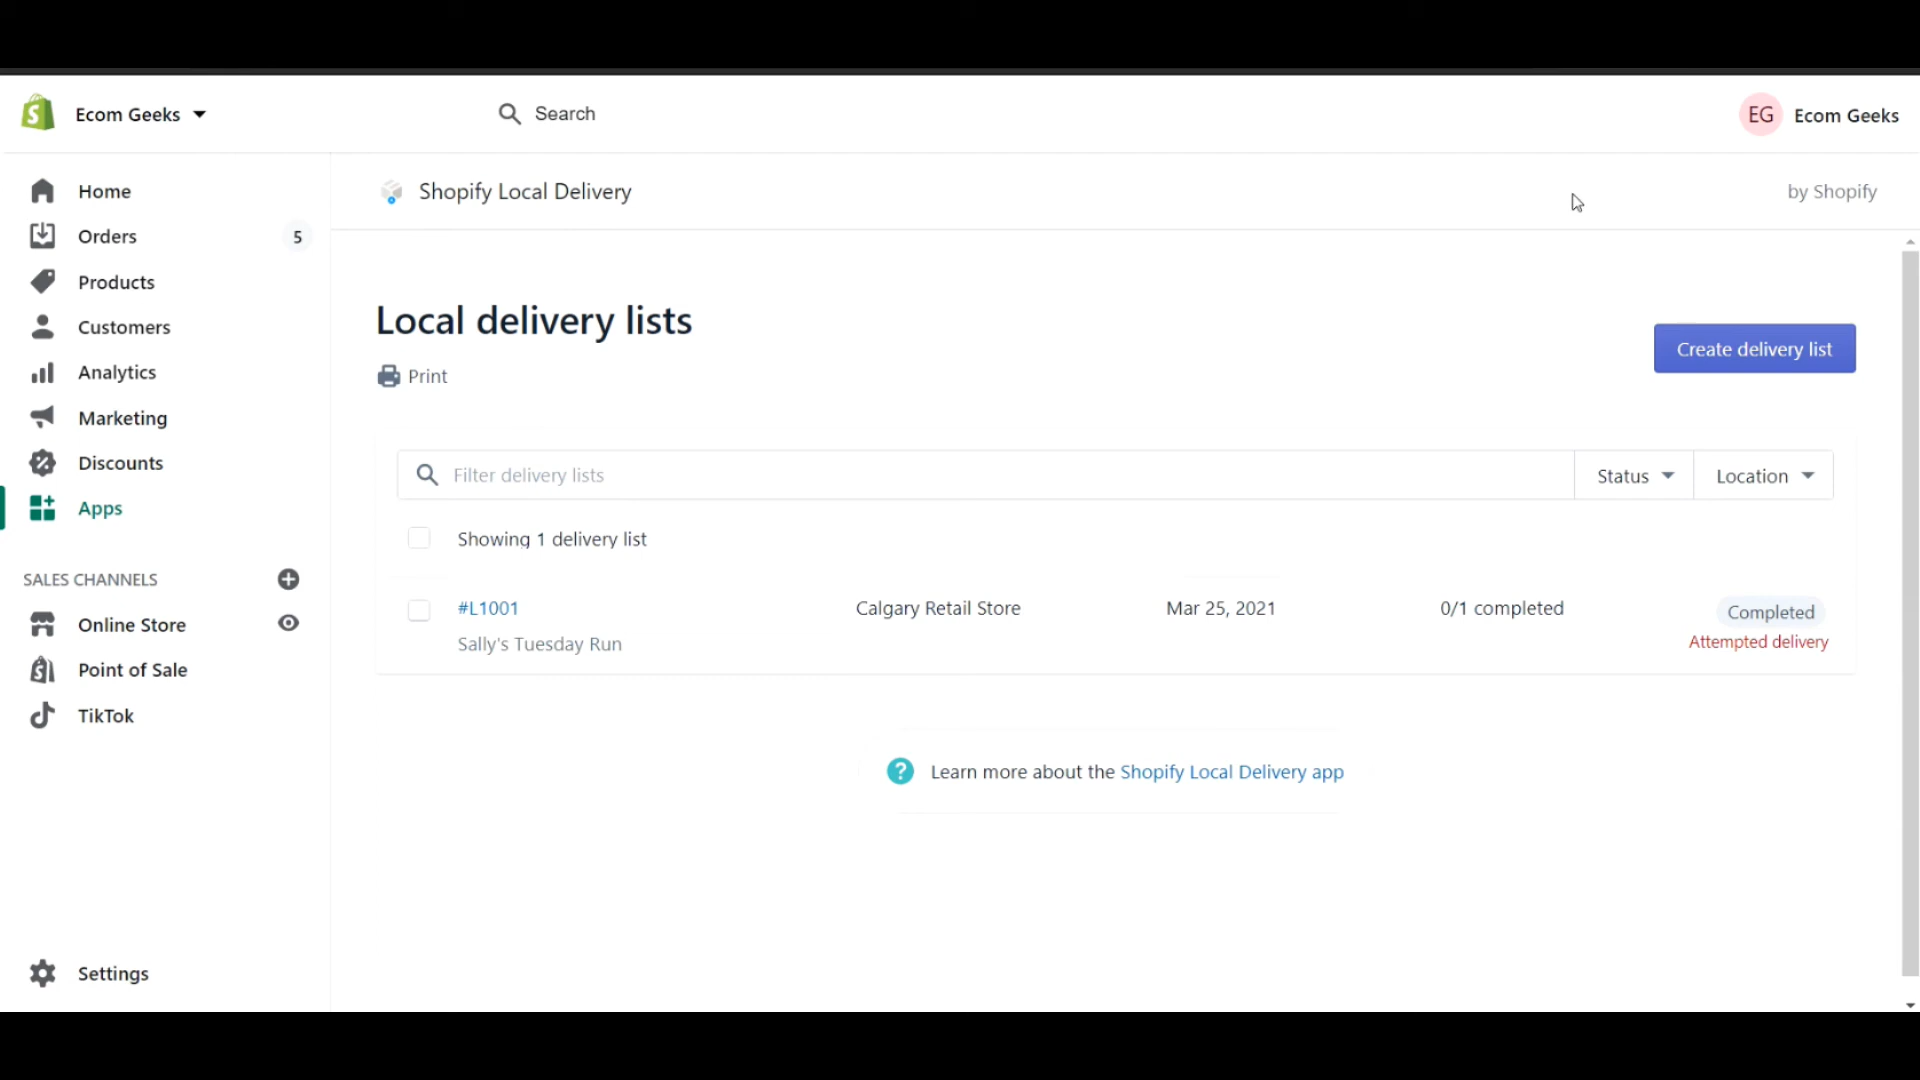 Ecom Geeks
Search
EG Ecom Geeks
Home
Orders 5
Products
Customers
Analytics
Marketing
Discounts
Apps
SALES CHANNELS
Online Store
Point of Sale
TikTok
Settings
Shopify Local Delivery
by Shopify
Local delivery lists
Print
Create delivery list
Filter delivery lists
Status
Location
Showing 1 delivery list
#L1001 Calgary Retail Store Mar 25, 2021 0/1 completed Completed
Sally's Tuesday Run Attempted delivery
? Learn more about the Shopify Local Delivery app